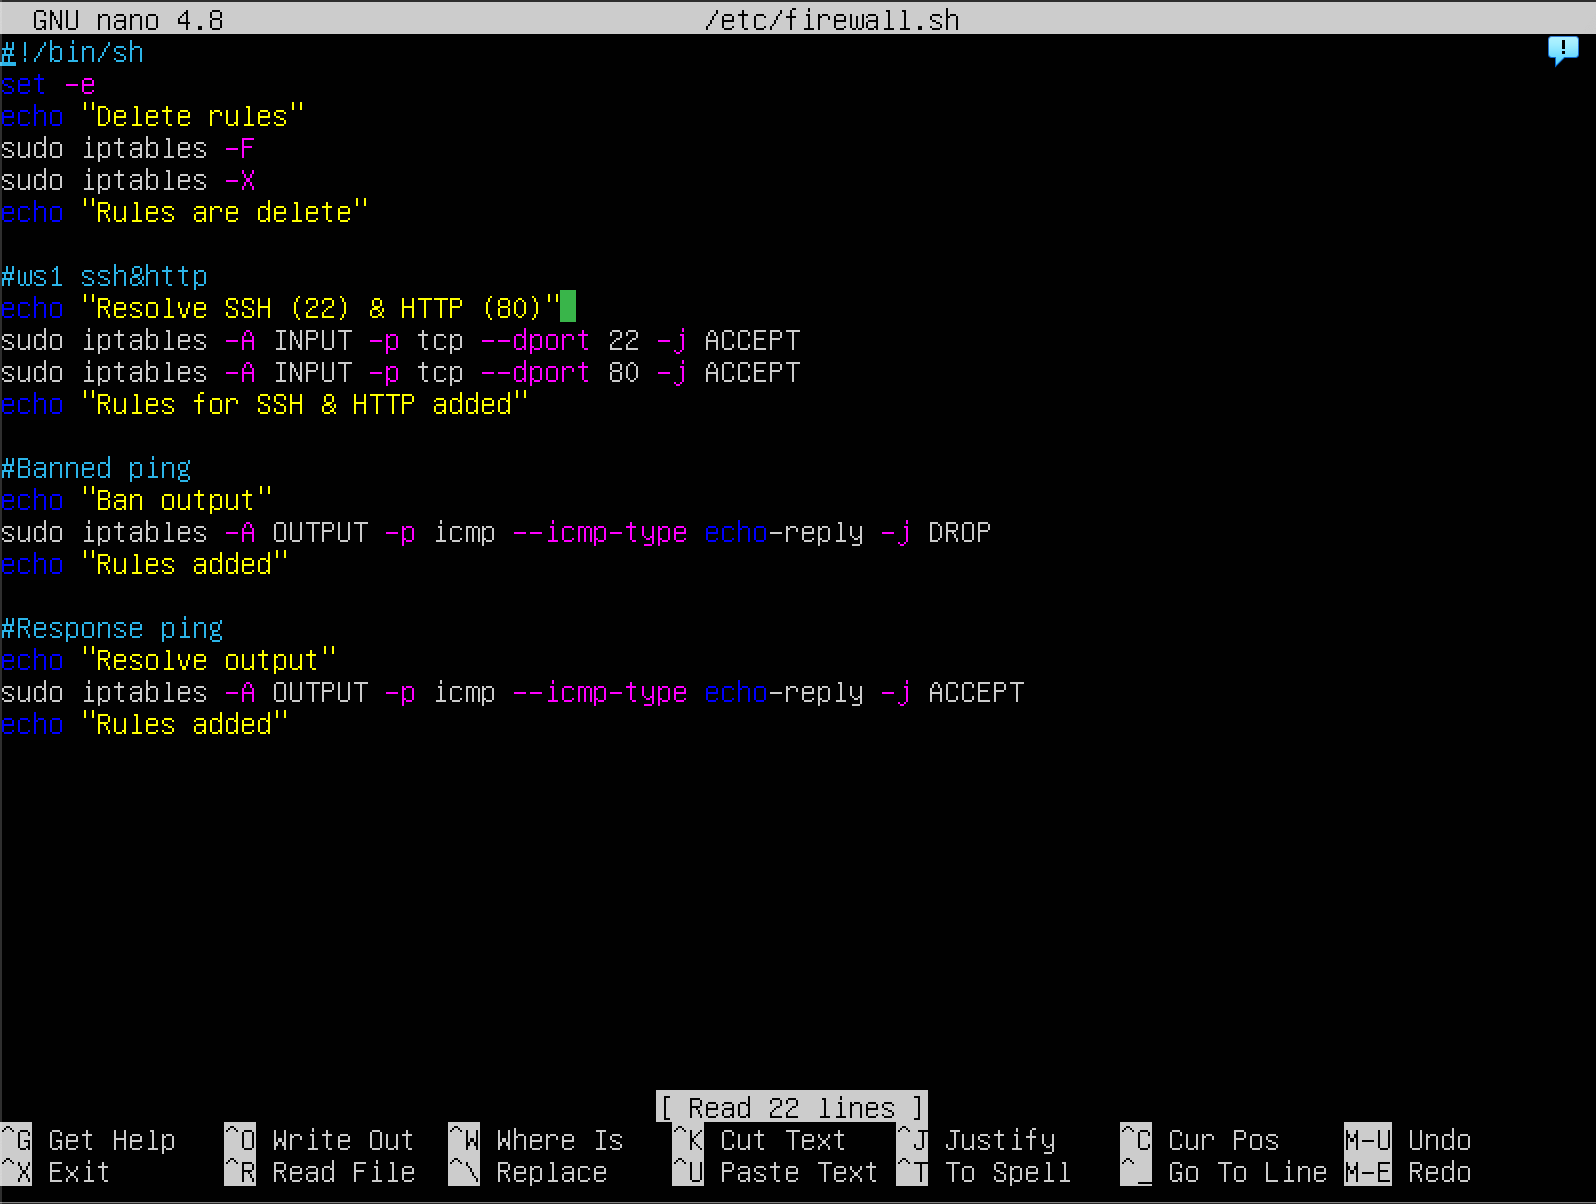 GNU nano 4.8 /etc/firewall.sh
#!/bin/sh
set -e
echo "Delete rules"
sudo iptables -F
sudo iptables -X
echo "Rules are delete"
#ws1 ssh&http
echo "Resolve SSH (22) & HTTP (80)"
sudo iptables -A INPUT -p tcp --dport 22 -j ACCEPT
sudo iptables -A INPUT -p tcp --dport 80 -j ACCEPT
echo "Rules for SSH & HTTP added"
#Banned ping
echo "Ban output"
sudo iptables -A OUTPUT -p icmp --icmp-type echo-reply -j DROP
echo "Rules added"
#Response ping
echo "Resolve output"
sudo iptables -A OUTPUT -p icmp --icmp-type echo-reply -j ACCEPT
echo "Rules added"
[ Read 22 lines ]
^G Get Help ^O Write Out ^W Where Is ^K Cut Text ^J Justify ^C Cur Pos M-U Undo
^X Exit ^R Read File ^\ Replace ^U Paste Text ^T To Spell ^_ Go To Line M-E Redo